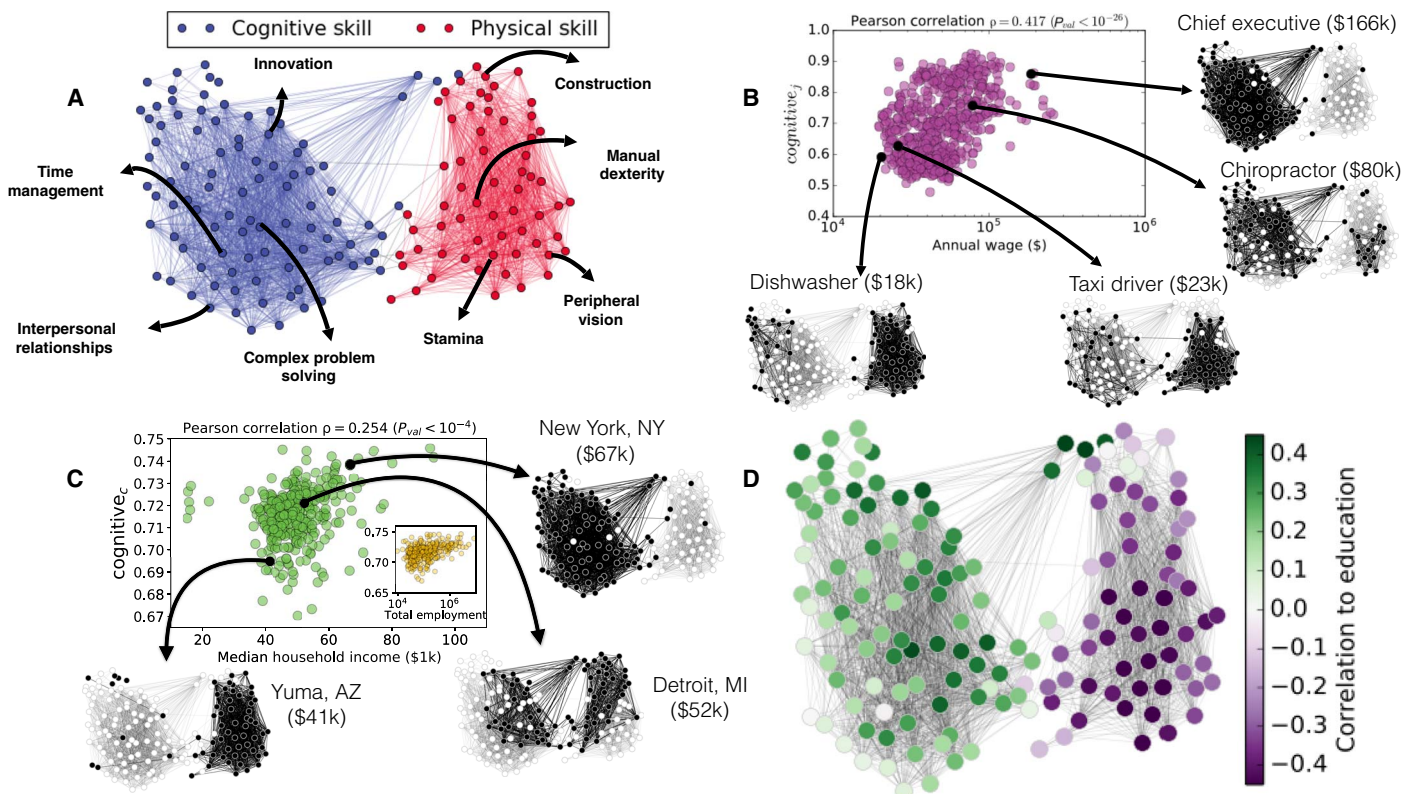 Cognitive skill
Physical skill
A
Innovation
Construction
Time
management
Manual
dexterity
Interpersonal
relationships
Complex problem
solving
Stamina
Peripheral
vision
B
Pearson correlation ρ = 0.417 (P_val < 10^−26)
cognitive_j
1.0
0.9
0.8
0.7
0.6
0.5
0.4
10^4
10^5
10^6
Annual wage ($)
Chief executive ($166k)
Chiropractor ($80k)
Dishwasher ($18k)
Taxi driver ($23k)
C
Pearson correlation ρ = 0.254 (P_val < 10^−4)
cognitive_c
0.75
0.74
0.73
0.72
0.71
0.70
0.69
0.68
0.67
20
40
60
80
100
Median household income ($1k)
0.75
0.70
0.65
10^4
10^6
Total employment
New York, NY
($67k)
Yuma, AZ
($41k)
Detroit, MI
($52k)
D
0.4
0.3
0.2
0.1
0.0
−0.1
−0.2
−0.3
−0.4
Correlation to education